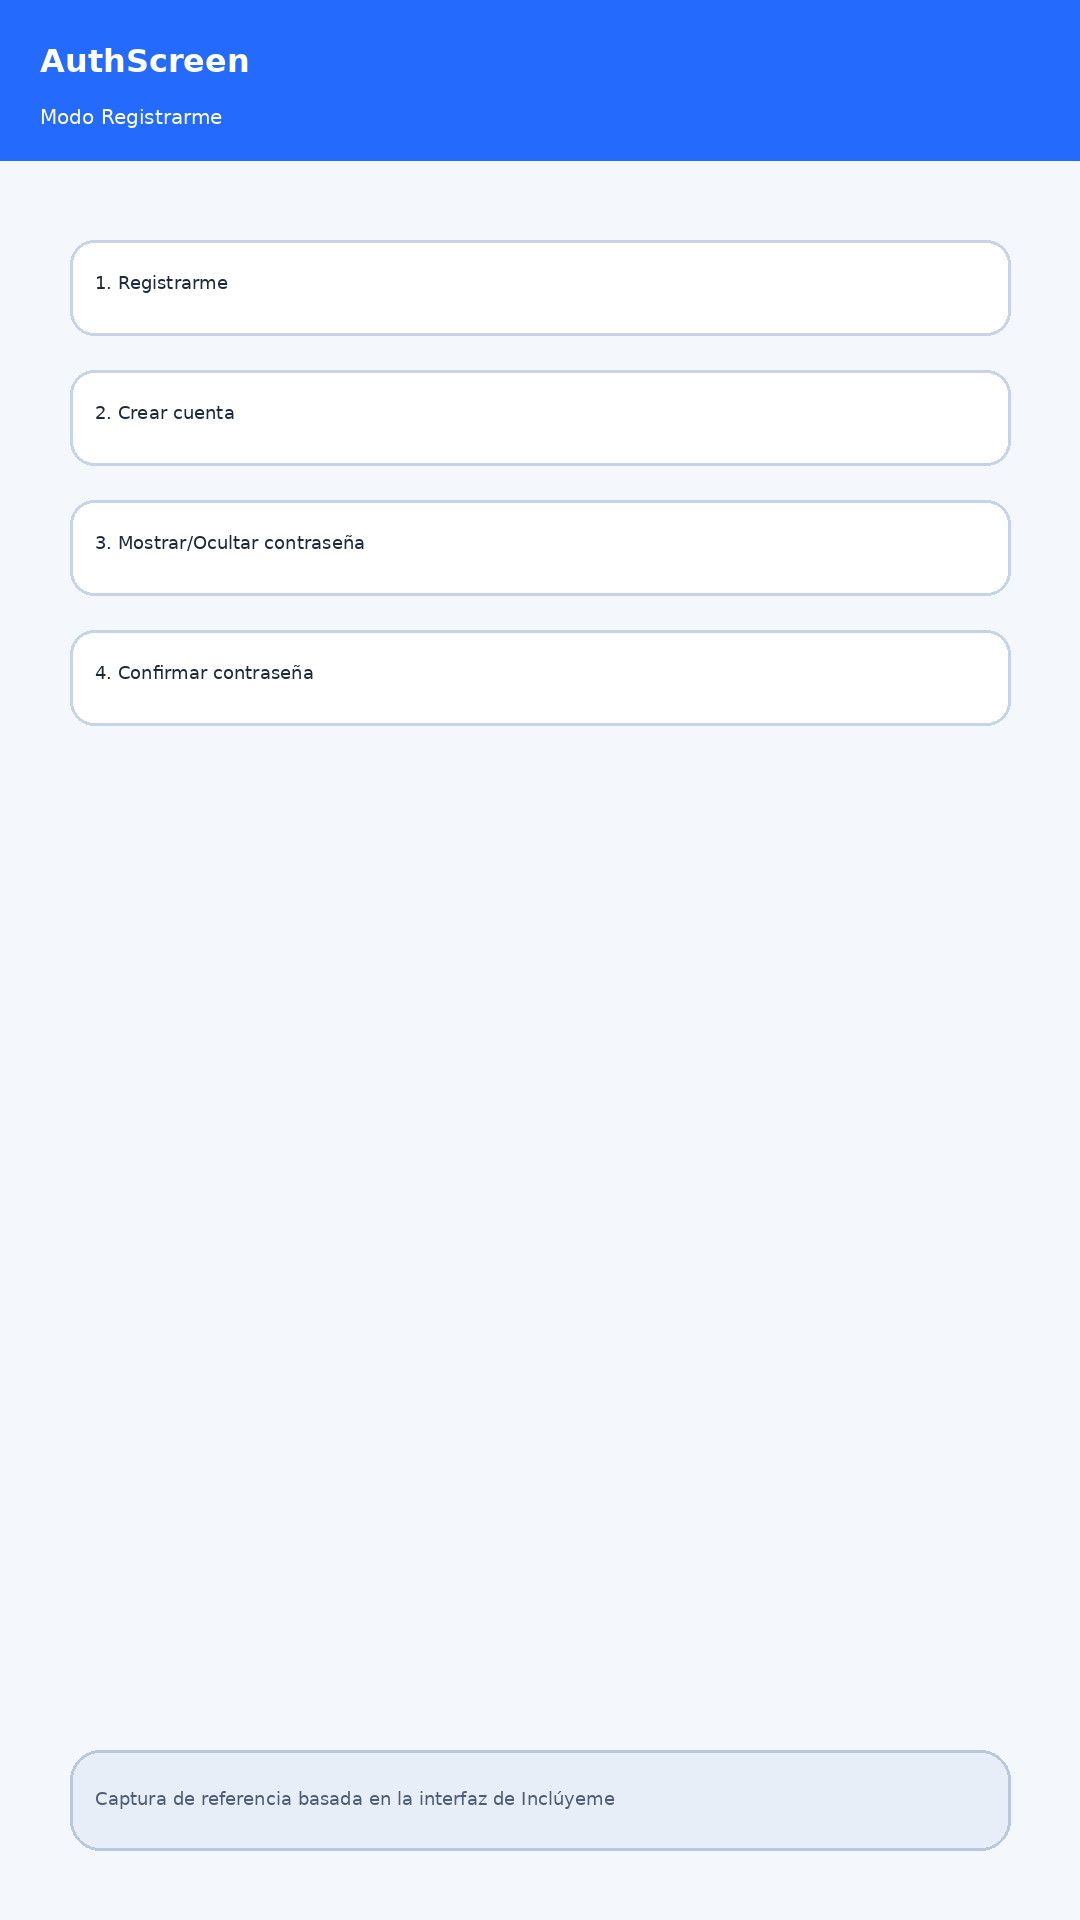 AuthScreen
Modo Registrarme
1. Registrarme
2. Crear cuenta
3. Mostrar/Ocultar contraseña
4. Confirmar contraseña
Captura de referencia basada en la interfaz de Inclúyeme